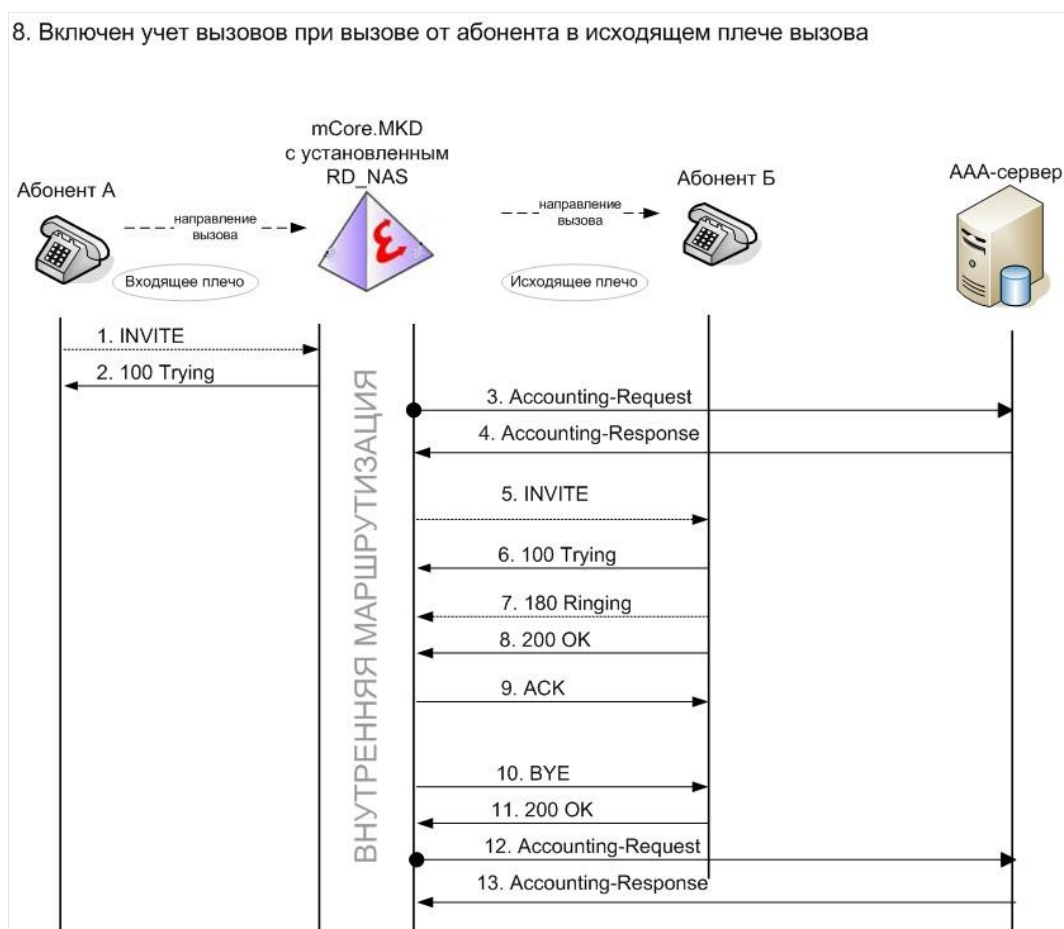 8. Включен учет вызовов при вызове от абонента в исходящем плече вызова
mCore.MKD
с установленным
RD_NAS
Абонент А
Абонент Б
ААА-сервер
направление
вызова
направление
вызова
Входящее плечо
Исходящее плечо
1. INVITE
2. 100 Trying
ВНУТРЕННЯЯ МАРШРУТИЗАЦИЯ
3. Accounting-Request
4. Accounting-Response
5. INVITE
6. 100 Trying
7. 180 Ringing
8. 200 OK
9. ACK
10. BYE
11. 200 OK
12. Accounting-Request
13. Accounting-Response